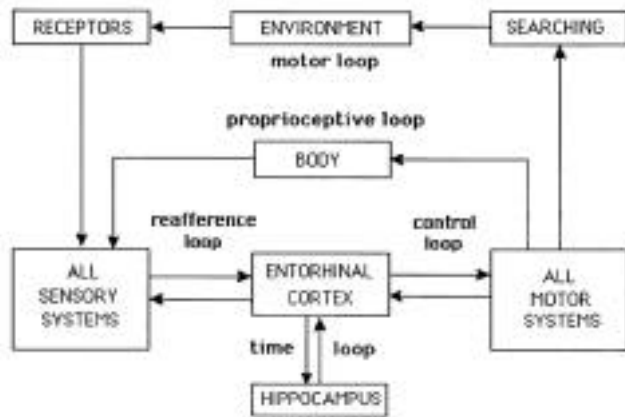 RECEPTORS
ENVIRONMENT
SEARCHING
motor loop
proprioceptive loop
BODY
reafference
loop
control
loop
ALL
SENSORY
SYSTEMS
ENTORHINAL
CORTEX
ALL
MOTOR
SYSTEMS
time
loop
HIPPOCAMPUS